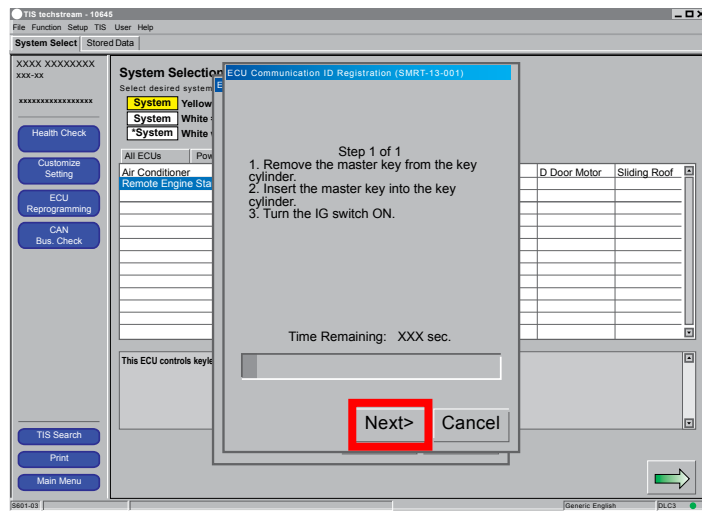 TIS techstream - 10645
File Function Setup TIS User Help
System Select Stored Data
XXXX XXXXXXXX
XXX-XX
XXXXXXXXXXXXXXXXX
Health Check
Customize
Setting
ECU
Reprogramming
CAN
Bus. Check
TIS Search
Print
Main Menu
System Selection
Select desired system
System Yellow
System White
*System White
All ECUs
Air Conditioner
Remote Engine Sta
D Door Motor Sliding Roof
This ECU controls keyle
ECU Communication ID Registration (SMRT-13-001)
Step 1 of 1
1. Remove the master key from the key
cylinder.
2. Insert the master key into the key
cylinder.
3. Turn the IG switch ON.
Time Remaining: XXX sec.
Next> Cancel
S601-03
Generic English
DLC3